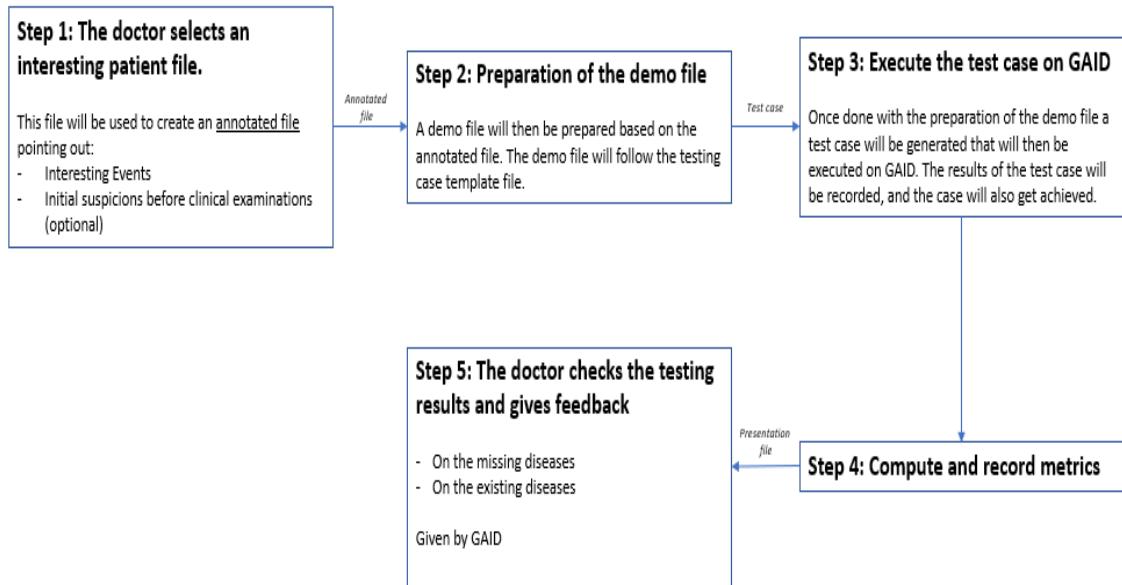 Step 1: The doctor selects an
interesting patient file.
This file will be used to create an annotated file
pointing out:
- Interesting Events
- Initial suspicions before clinical examinations
(optional)
Annotated
file
Step 2: Preparation of the demo file
A demo file will then be prepared based on the
annotated file. The demo file will follow the testing
case template file.
Test case
Step 3: Execute the test case on GAID
Once done with the preparation of the demo file a
test case will be generated that will then be
executed on GAID. The results of the test case will
be recorded, and the case will also get achieved.
Step 4: Compute and record metrics
Presentation
file
Step 5: The doctor checks the testing
results and gives feedback
- On the missing diseases
- On the existing diseases
Given by GAID